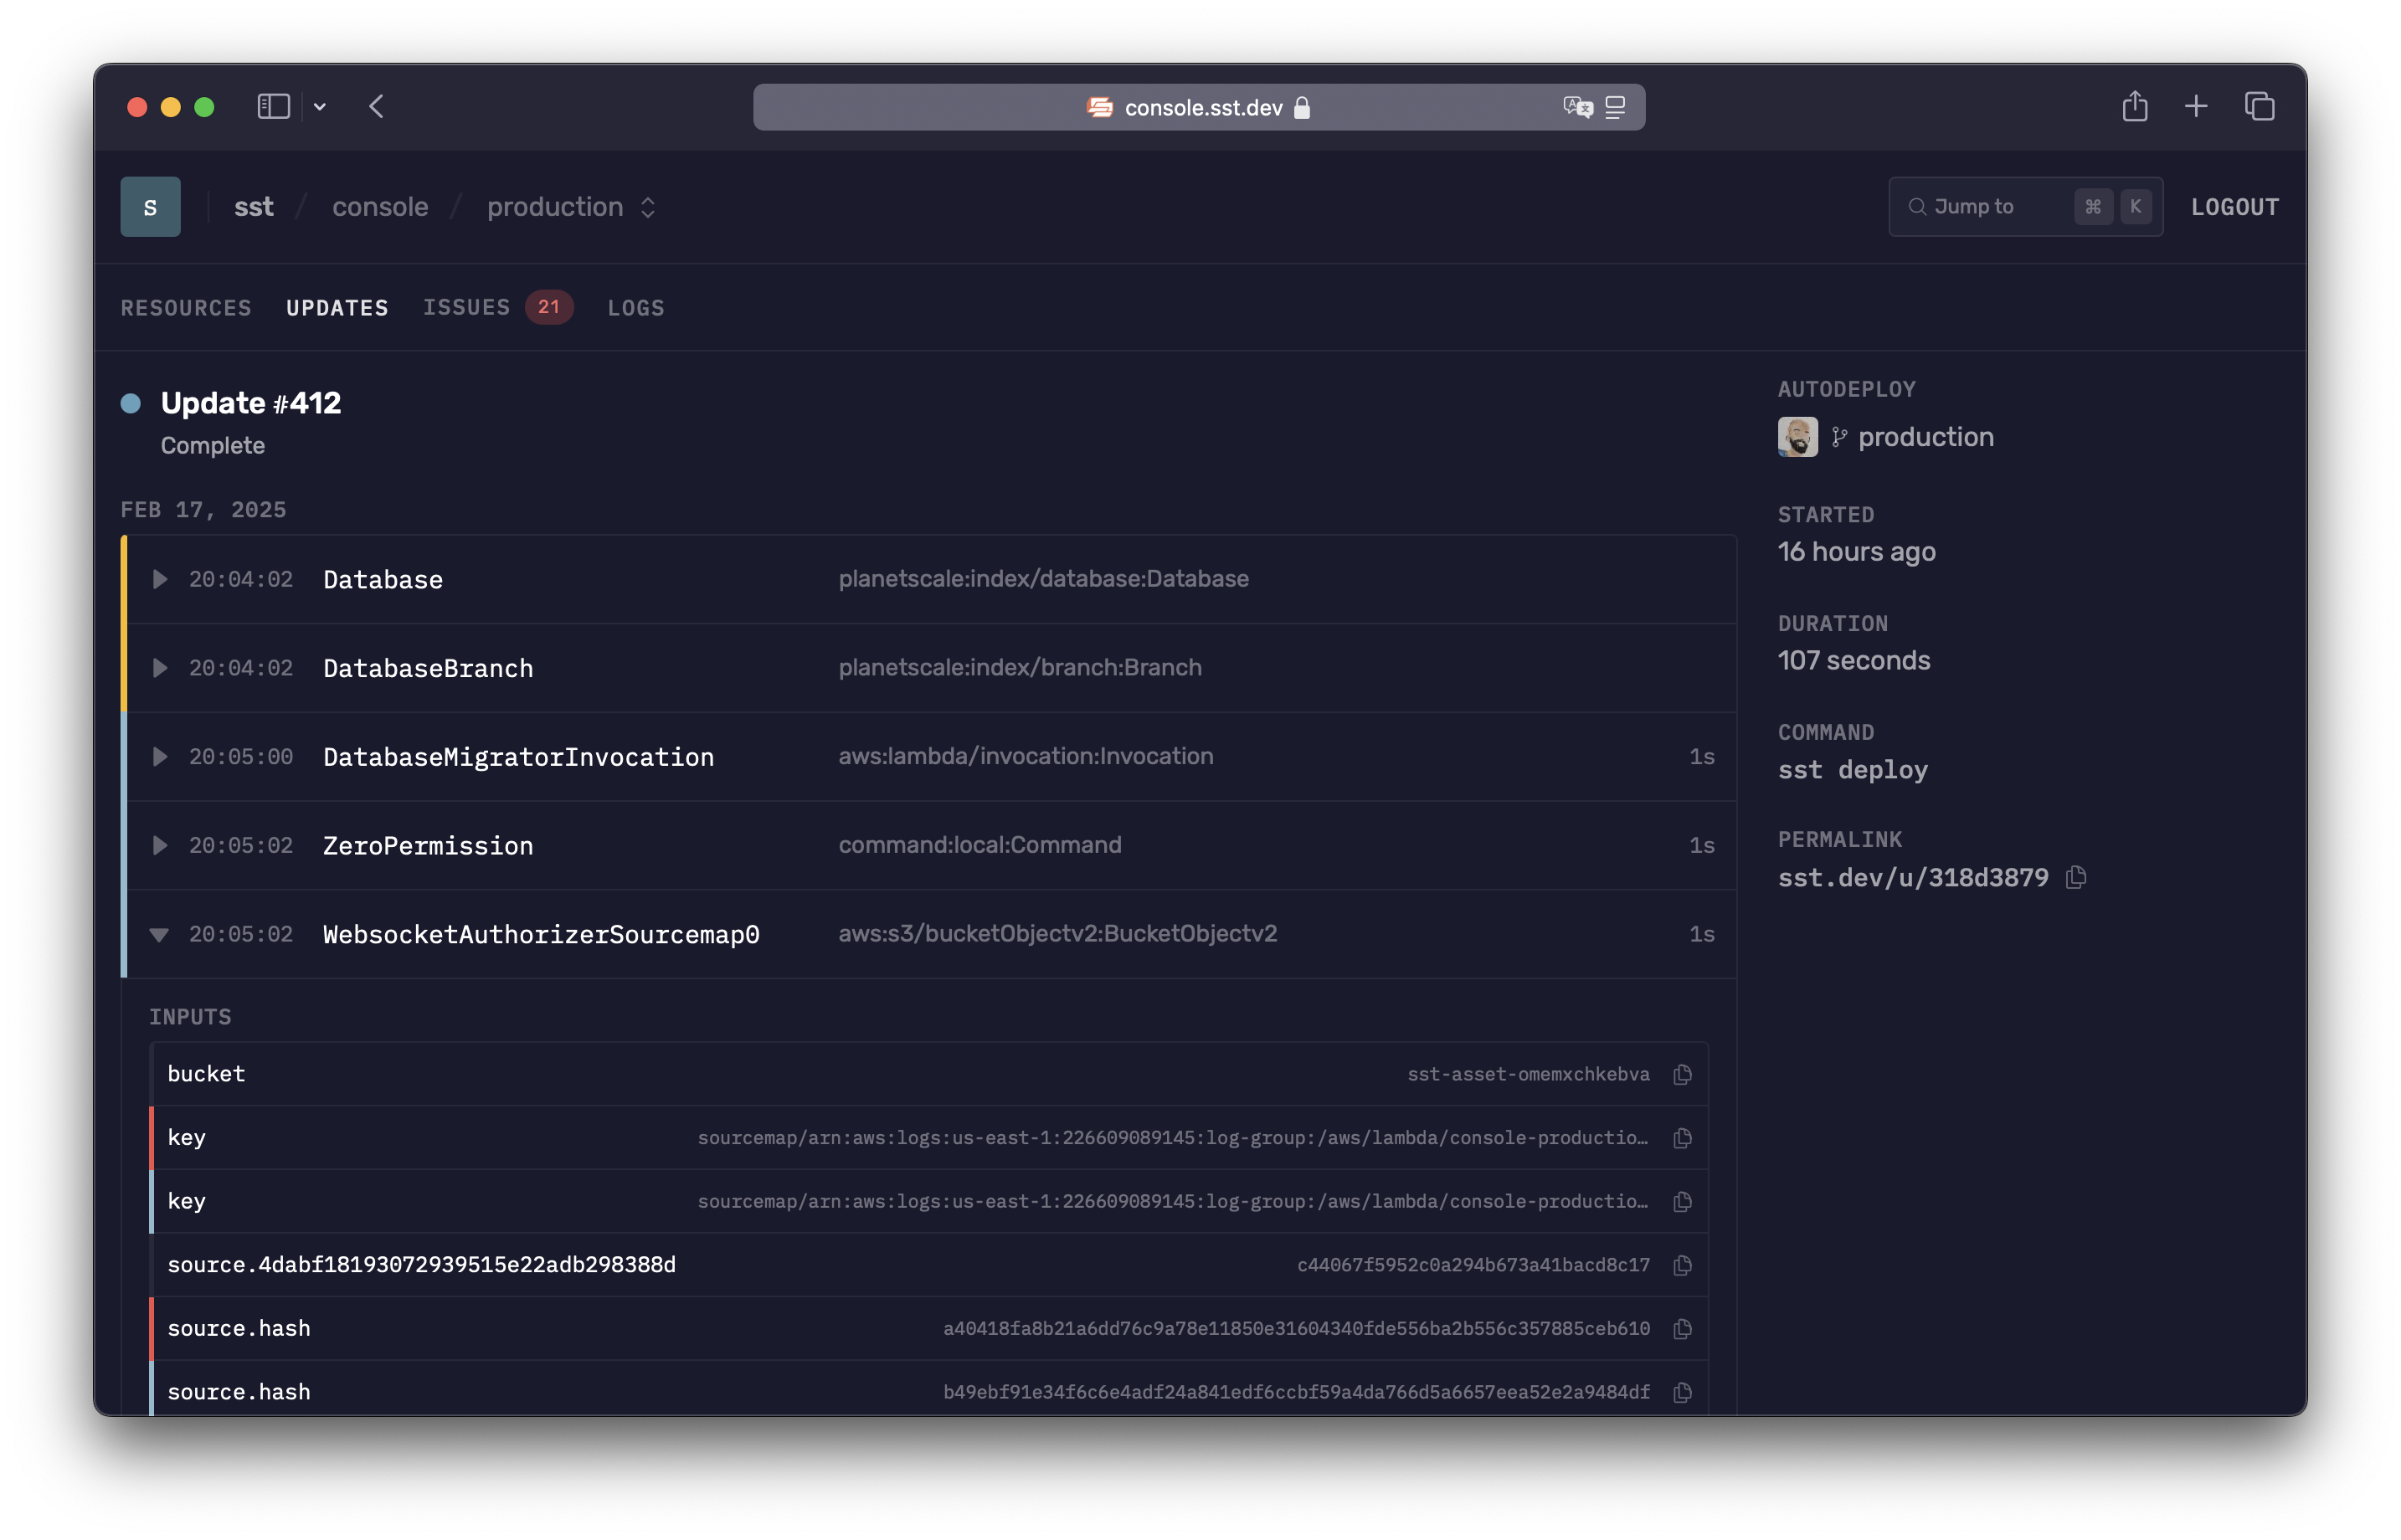 console.sst.dev
S
sst / console / production
Jump to ⌘ K
LOGOUT
RESOURCES UPDATES ISSUES 21 LOGS
Update #412
Complete
FEB 17, 2025
20:04:02 Database planetscale:index/database:Database
20:04:02 DatabaseBranch planetscale:index/branch:Branch
20:05:00 DatabaseMigratorInvocation aws:lambda/invocation:Invocation 1s
20:05:02 ZeroPermission command:local:Command 1s
20:05:02 WebsocketAuthorizerSourcemap0 aws:s3/bucketObjectv2:BucketObjectv2 1s
INPUTS
bucket sst-asset-omemxchkebva
key sourcemap/arn:aws:logs:us-east-1:226609089145:log-group:/aws/lambda/console-productio…
key sourcemap/arn:aws:logs:us-east-1:226609089145:log-group:/aws/lambda/console-productio…
source.4dabf18193072939515e22adb298388d c44067f5952c0a294b673a41bacd8c17
source.hash a40418fa8b21a6dd76c9a78e11850e31604340fde556ba2b556c357885ceb610
source.hash b49ebf91e34f6c6e4adf24a841edf6ccbf59a4da766d5a6657eea52e2a9484df
AUTODEPLOY
production
STARTED
16 hours ago
DURATION
107 seconds
COMMAND
sst deploy
PERMALINK
sst.dev/u/318d3879